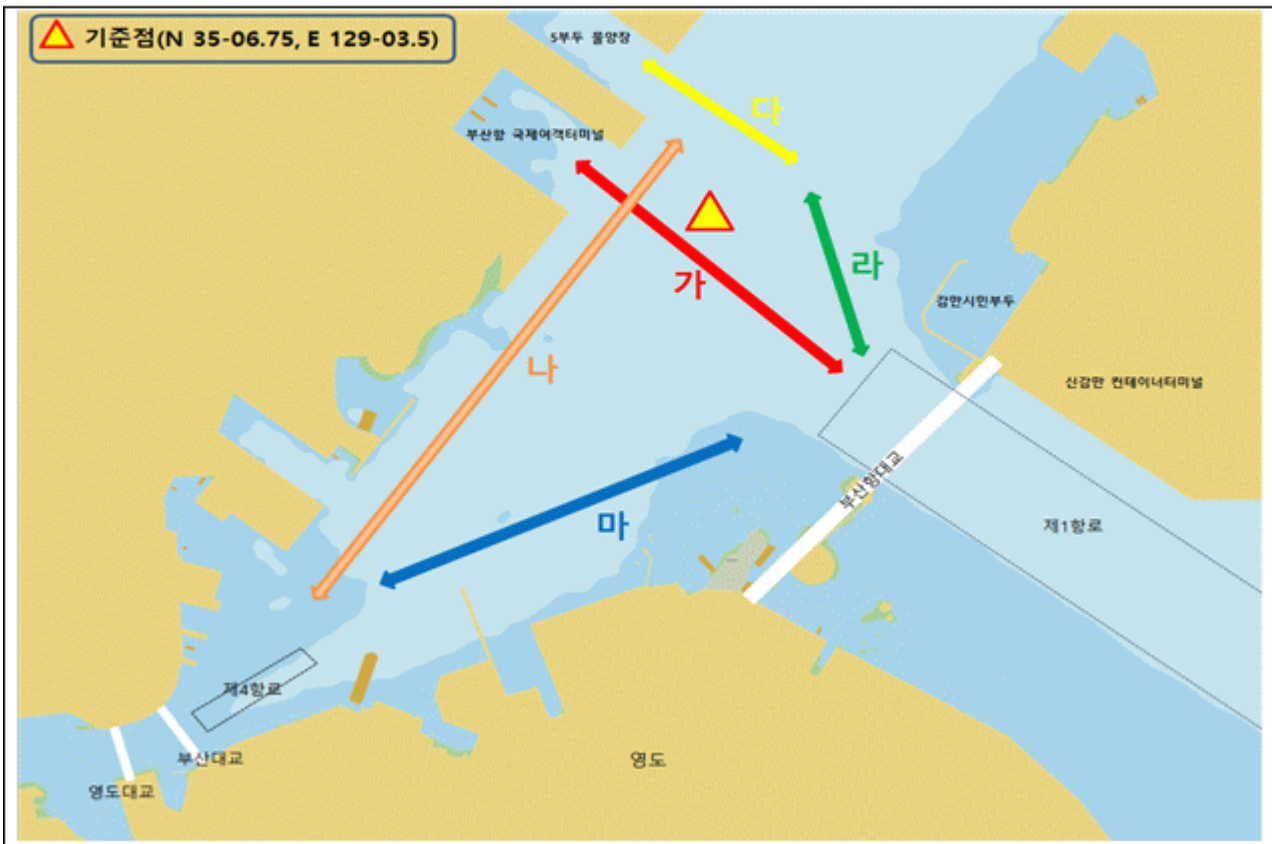 기준점(N 35-06.75, E 129-03.5)
5부두 물양장
다
부산항 국제여객터미널
가
라
감만시민부두
나
신감만 컨테이너터미널
부산항대교
마
제1항로
제4항로
부산대교
영도
영도대교